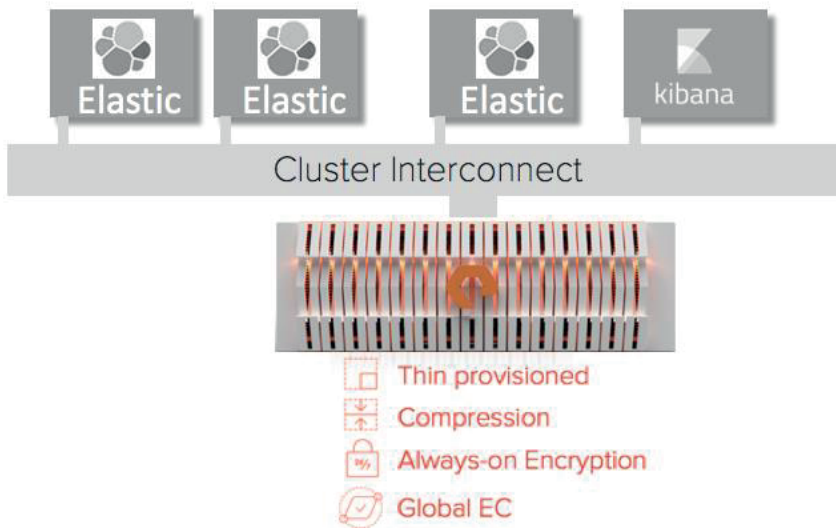 Elastic
Elastic
Elastic
kibana
Cluster Interconnect
Thin provisioned
Compression
Always-on Encryption
Global EC